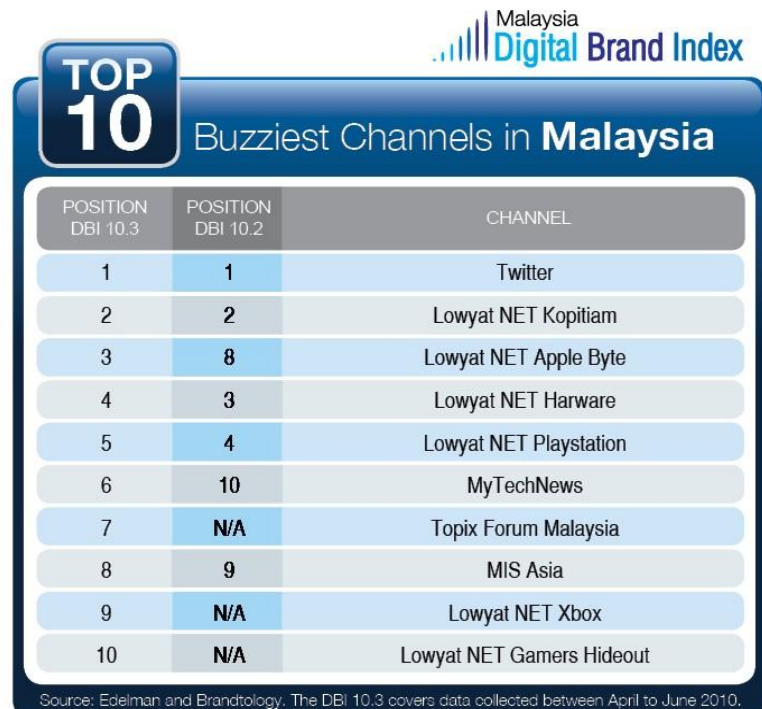 Malaysia
Digital Brand Index
TOP
10
Buzziest Channels in Malaysia
POSITION DBI 10.3 POSITION DBI 10.2 CHANNEL
1 1 Twitter
2 2 Lowyat NET Kopitiam
3 8 Lowyat NET Apple Byte
4 3 Lowyat NET Harware
5 4 Lowyat NET Playstation
6 10 MyTechNews
7 N/A Topix Forum Malaysia
8 9 MIS Asia
9 N/A Lowyat NET Xbox
10 N/A Lowyat NET Gamers Hideout
Source: Edelman and Brandtology. The DBI 10.3 covers data collected between April to June 2010.